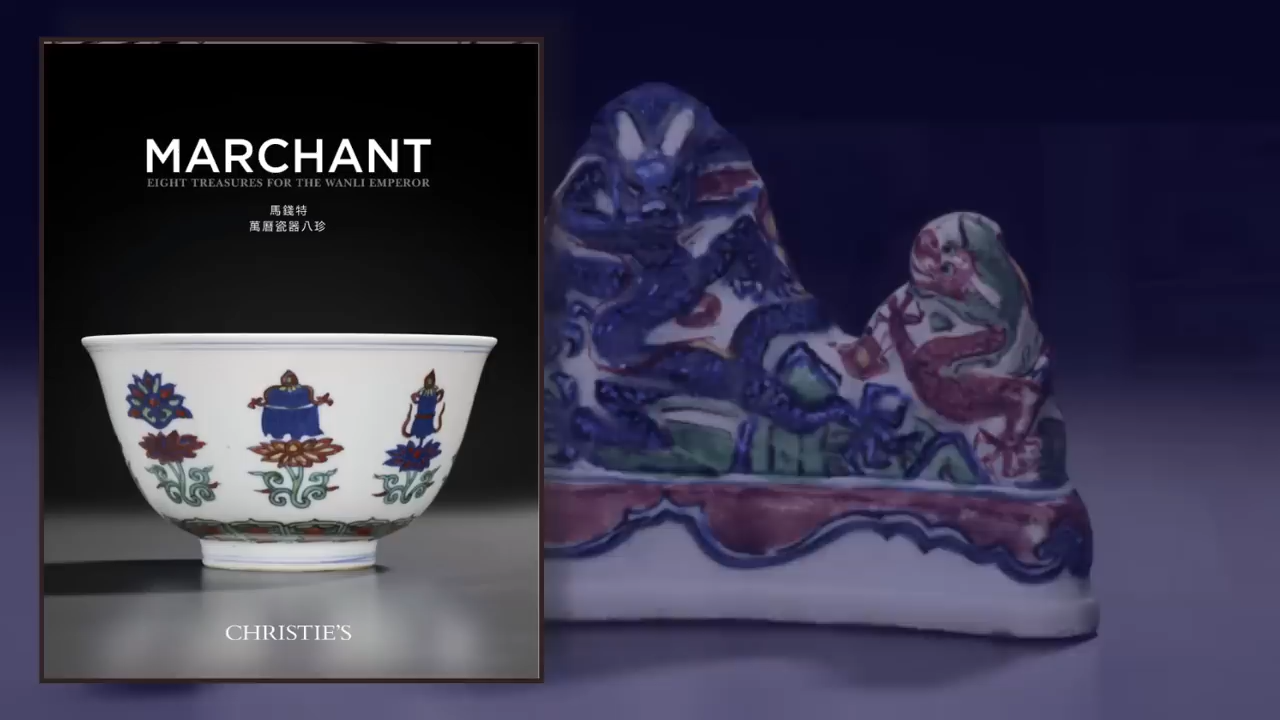 MARCHANT
EIGHT TREASURES FOR THE WANLI EMPEROR
馬錢特
萬曆瓷器八珍
CHRISTIE'S